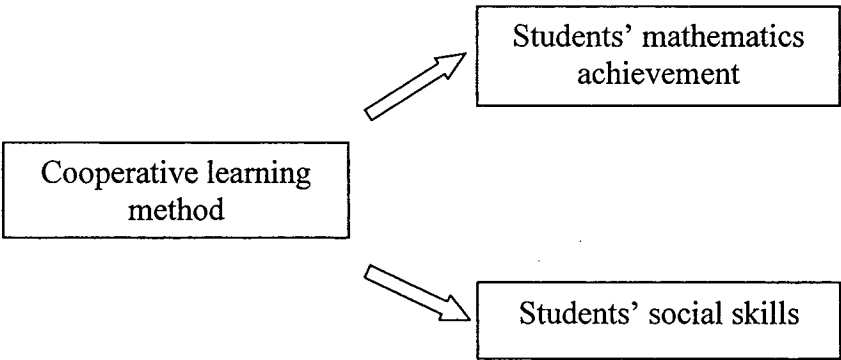 Students’ mathematics
achievement
Cooperative learning
method
Students’ social skills